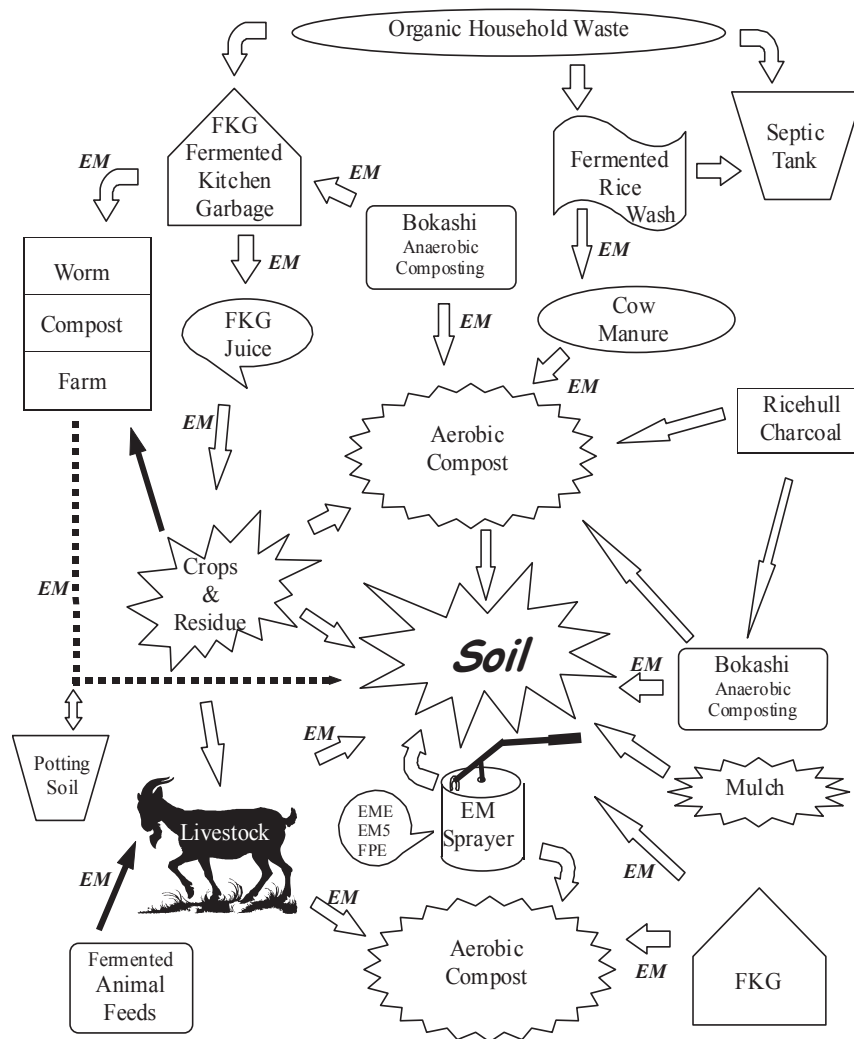 Organic Household Waste
FKG
Fermented
Kitchen
Garbage
EM
EM
Fermented
Rice
Wash
Septic
Tank
Bokashi
Anaerobic
Composting
EM
EM
EM
Worm
Compost
Farm
FKG
Juice
Cow
Manure
EM
EM
Aerobic
Compost
Ricehull
Charcoal
Crops
&
Residue
EM
Soil
EM
Bokashi
Anaerobic
Composting
Potting
Soil
EM
Livestock
EME
EM5
FPE
EM
Sprayer
Mulch
EM
EM
EM
Fermented
Animal
Feeds
Aerobic
Compost
EM
FKG